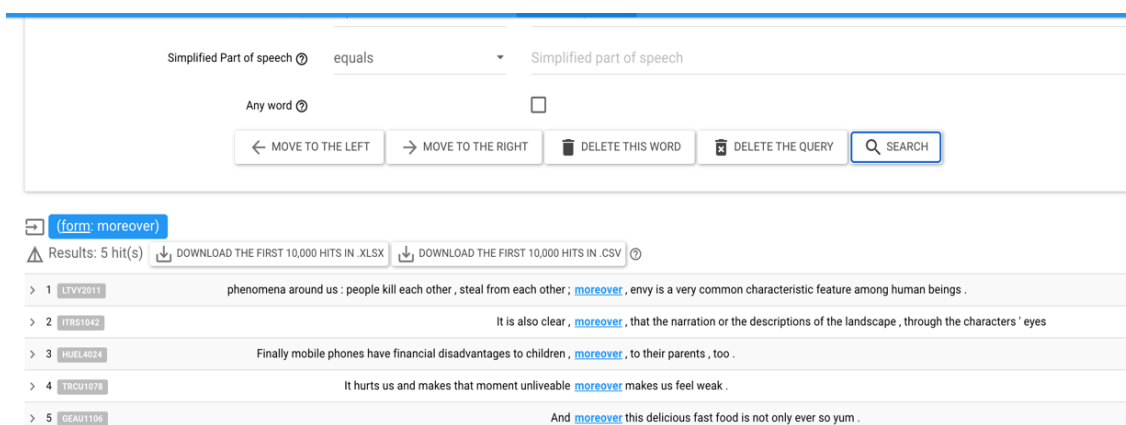 Simplified Part of speech equals Simplified part of speech
Any word
MOVE TO THE LEFT MOVE TO THE RIGHT DELETE THIS WORD DELETE THE QUERY SEARCH
(form: moreover)
Results: 5 hit(s) DOWNLOAD THE FIRST 10,000 HITS IN .XLSX DOWNLOAD THE FIRST 10,000 HITS IN .CSV
1 LTVY2011 phenomena around us : people kill each other , steal from each other ; moreover , envy is a very common characteristic feature among human beings .
2 ITRS1042 It is also clear , moreover , that the narration or the descriptions of the landscape , through the characters ' eyes
3 HUEL4024 Finally mobile phones have financial disadvantages to children , moreover , to their parents , too .
4 TRCU1078 It hurts us and makes that moment unliveable moreover makes us feel weak .
5 GEAU1106 And moreover this delicious fast food is not only ever so yum .